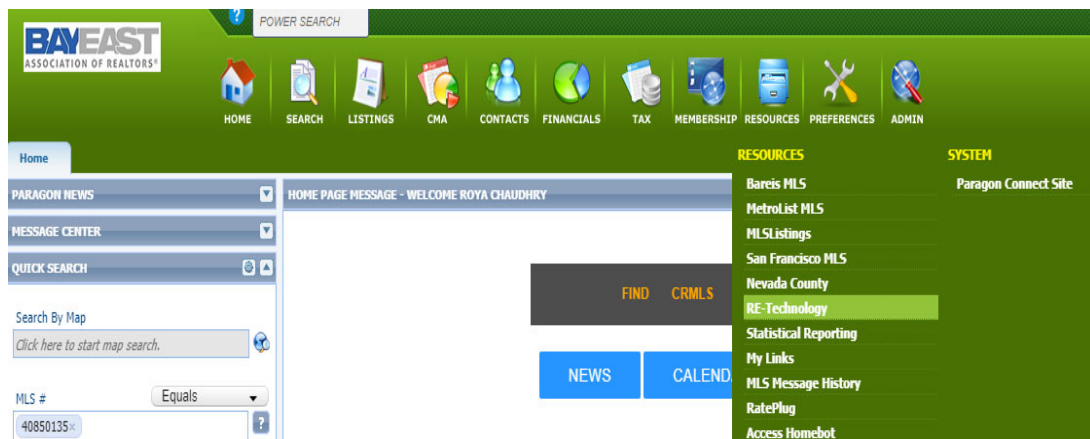 POWER SEARCH
BAYEAST
ASSOCIATION OF REALTORS®
HOME SEARCH LISTINGS CMA CONTACTS FINANCIALS TAX MEMBERSHIP RESOURCES PREFERENCES ADMIN
Home
PARAGON NEWS
MESSAGE CENTER
QUICK SEARCH
Search By Map
Click here to start map search.
MLS # Equals
40850135×
?
HOME PAGE MESSAGE - WELCOME ROYA CHAUDHRY
FIND CRMLS
NEWS CALEND
RESOURCES
Bareis MLS
MetroList MLS
MLSListings
San Francisco MLS
Nevada County
RE-Technology
Statistical Reporting
My Links
MLS Message History
RatePlug
Access Homebot
SYSTEM
Paragon Connect Site